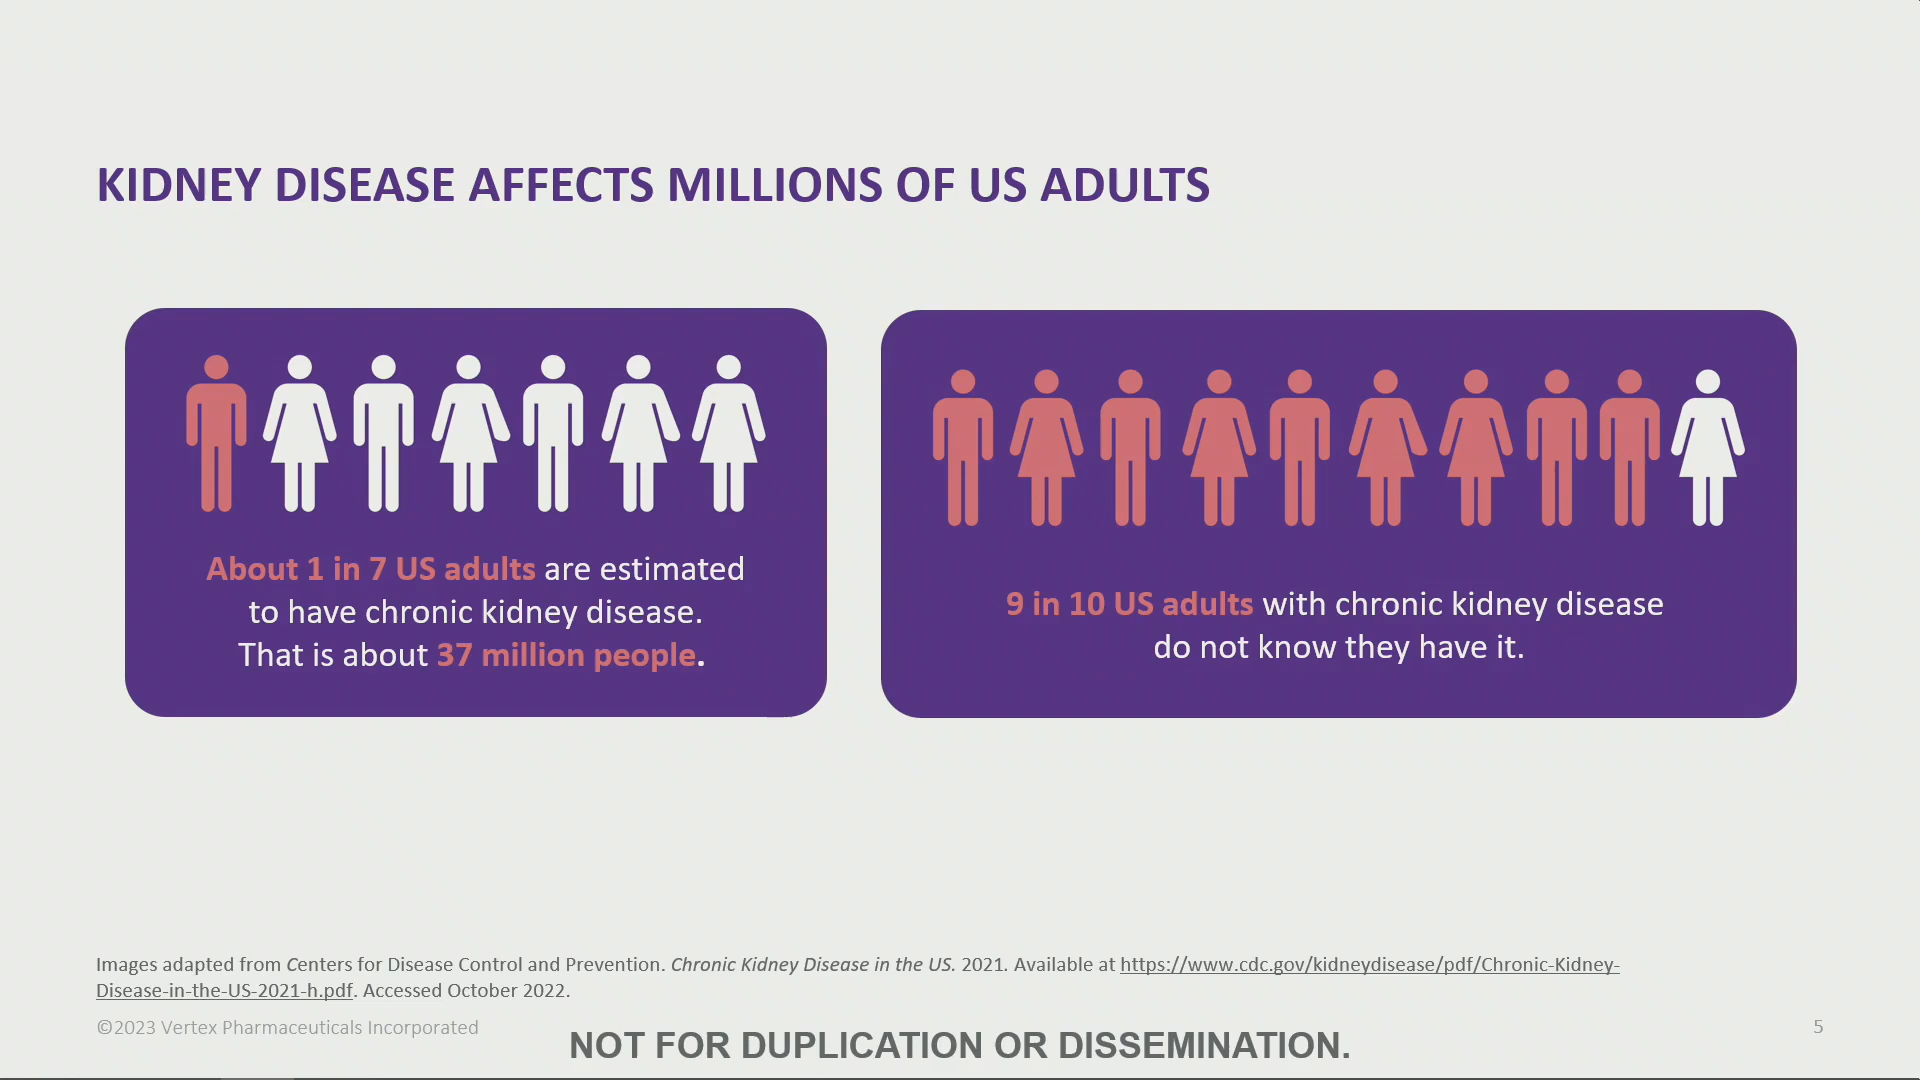 KIDNEY DISEASE AFFECTS MILLIONS OF US ADULTS
About 1 in 7 US adults are estimated
to have chronic kidney disease.
That is about 37 million people.
9 in 10 US adults with chronic kidney disease
do not know they have it.
Images adapted from Centers for Disease Control and Prevention. Chronic Kidney Disease in the US. 2021. Available at https://www.cdc.gov/kidneydisease/pdf/Chronic-Kidney-
Disease-in-the-US-2021-h.pdf. Accessed October 2022.
©2023 Vertex Pharmaceuticals Incorporated
5
NOT FOR DUPLICATION OR DISSEMINATION.